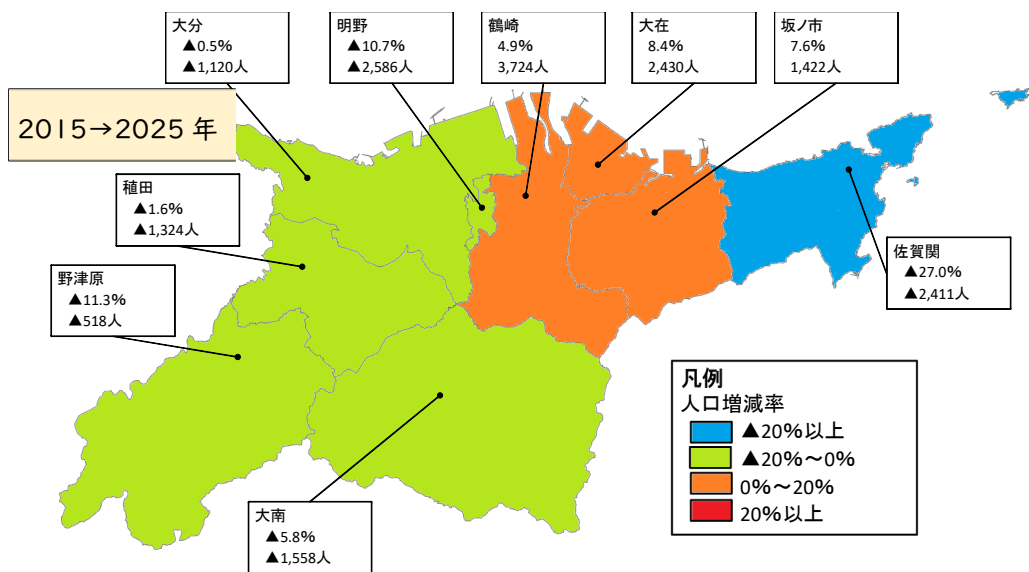 大分
▲0.5%
▲1,120人
明野
▲10.7%
▲2,586人
鶴崎
4.9%
3,724人
大在
8.4%
2,430人
坂ノ市
7.6%
1,422人
2015→2025年
稙田
▲1.6%
▲1,324人
野津原
▲11.3%
▲518人
佐賀関
▲27.0%
▲2,411人
大南
▲5.8%
▲1,558人
凡例
人口増減率
▲20%以上
▲20%～0%
0%～20%
20%以上